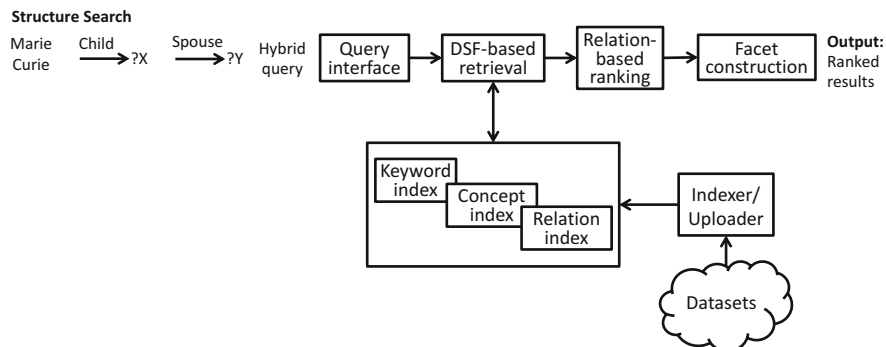 Structure Search
Marie
Curie
Child
?X
Spouse
?Y
Hybrid
query
Query
interface
DSF-based
retrieval
Relation-
based
ranking
Facet
construction
Output:
Ranked
results
Keyword
index
Concept
index
Relation
index
Indexer/
Uploader
Datasets